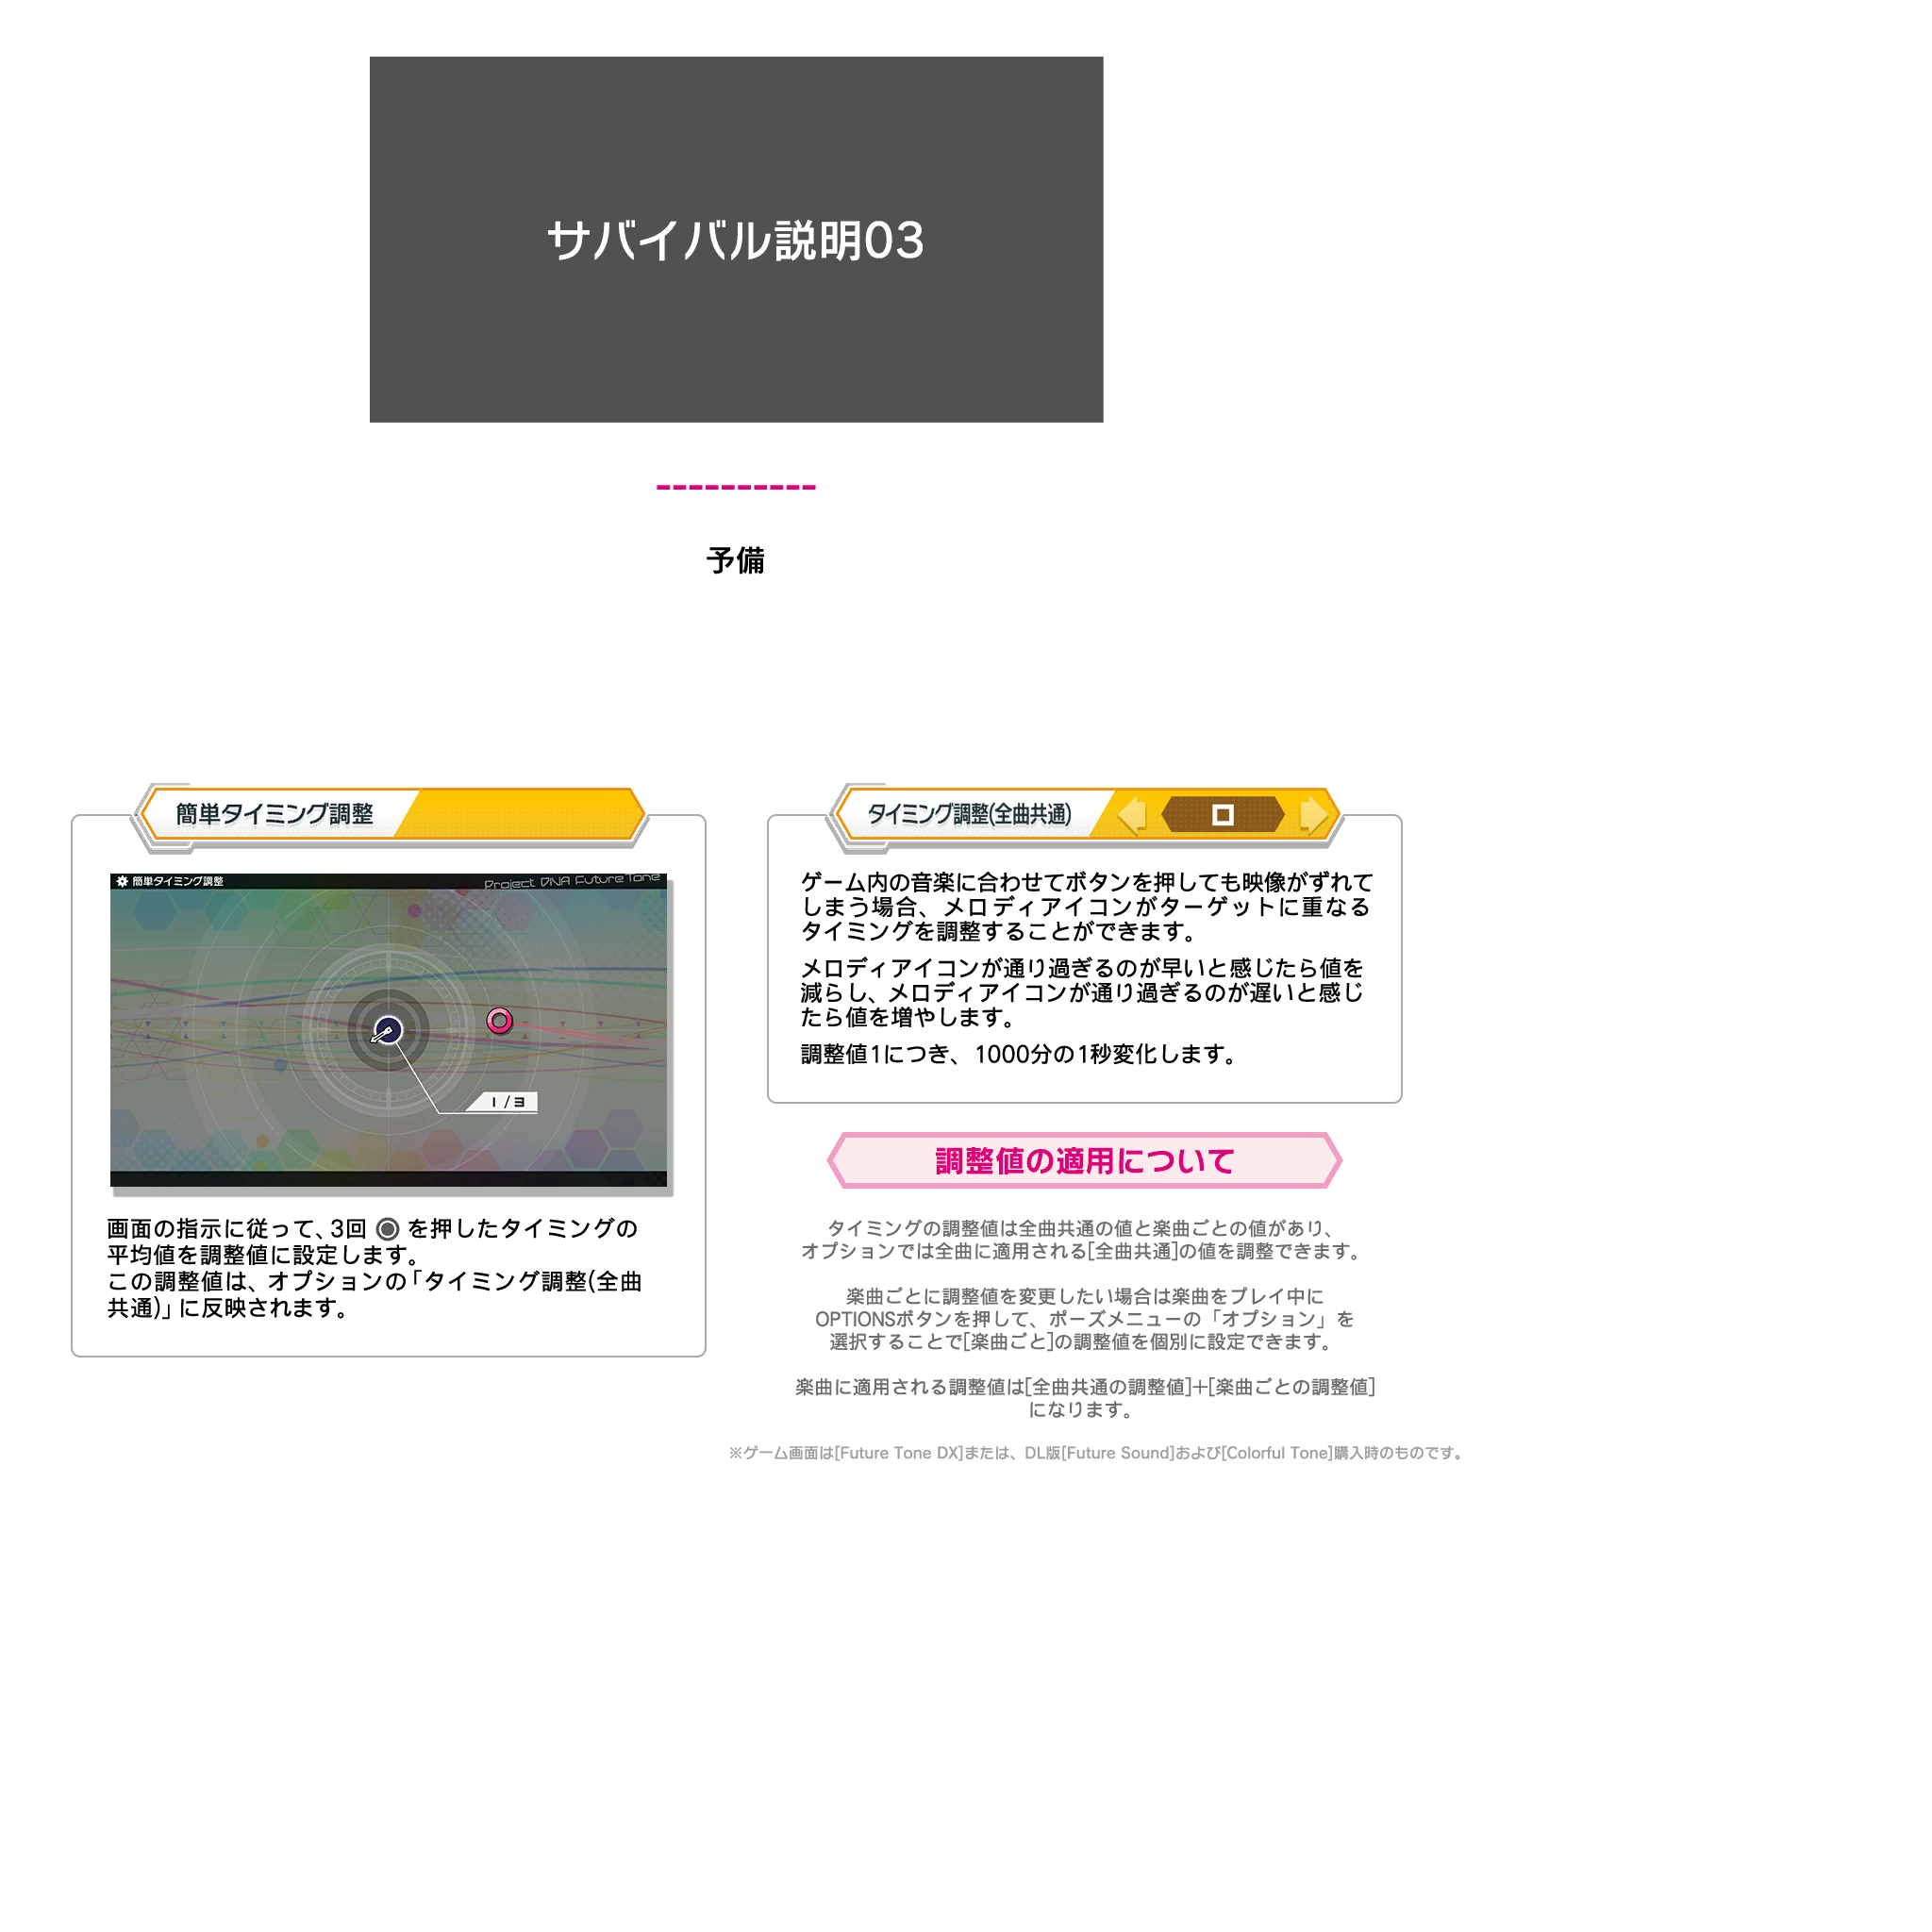 サバイバル説明03
----------
予備
簡単タイミング調整
簡単タイミング調整
Project DIVA Future Tone
1 / 3
画面の指示に従って、3回 ◉ を押したタイミングの
平均値を調整値に設定します。
この調整値は、オプションの「タイミング調整(全曲
共通)」に反映されます。
タイミング調整(全曲共通)
0
ゲーム内の音楽に合わせてボタンを押しても映像がずれて
しまう場合、メロディアイコンがターゲットに重なる
タイミングを調整することができます。
メロディアイコンが通り過ぎるのが早いと感じたら値を
減らし、メロディアイコンが通り過ぎるのが遅いと感じ
たら値を増やします。
調整値1につき、1000分の1秒変化します。
調整値の適用について
タイミングの調整値は全曲共通の値と楽曲ごとの値があり、
オプションでは全曲に適用される[全曲共通]の値を調整できます。
楽曲ごとに調整値を変更したい場合は楽曲をプレイ中に
OPTIONSボタンを押して、ポーズメニューの「オプション」を
選択することで[楽曲ごと]の調整値を個別に設定できます。
楽曲に適用される調整値は[全曲共通の調整値]+[楽曲ごとの調整値]
になります。
※ゲーム画面は[Future Tone DX]または、DL版[Future Sound]および[Colorful Tone]購入時のものです。